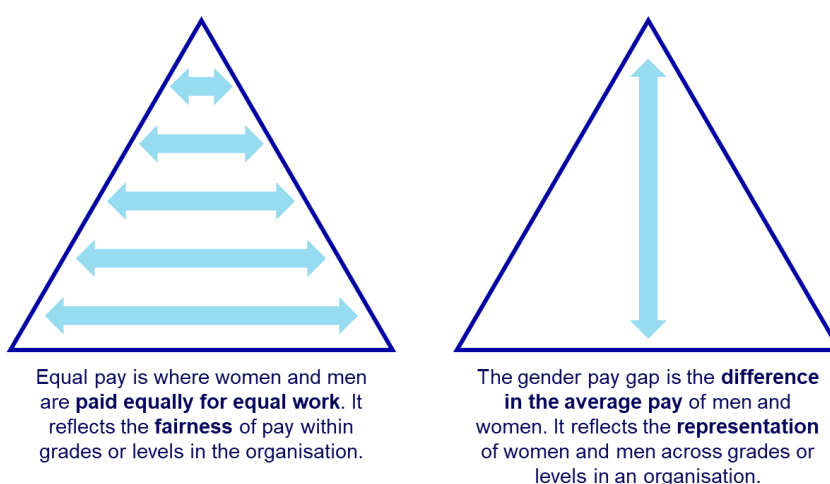 Equal pay is where women and men
are paid equally for equal work. It
reflects the fairness of pay within
grades or levels in the organisation.
The gender pay gap is the difference
in the average pay of men and
women. It reflects the representation
of women and men across grades or
levels in an organisation.